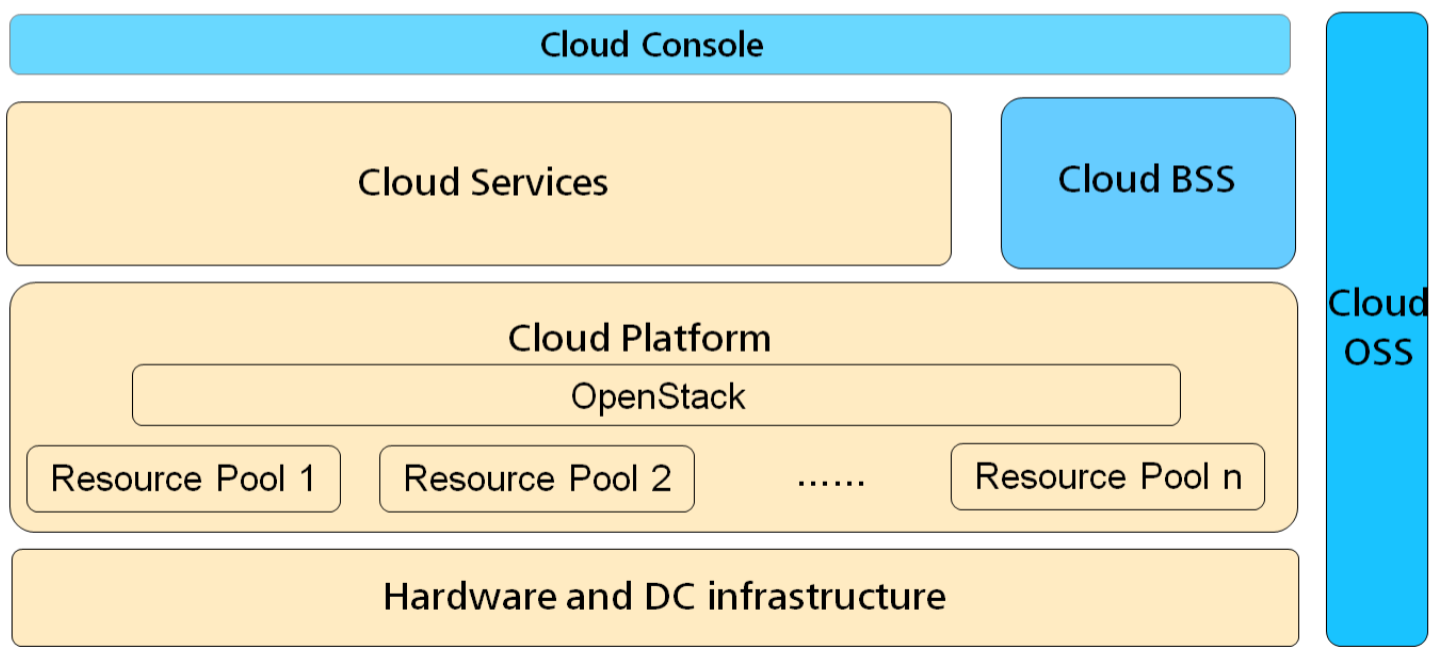 Cloud Console
Cloud Services
Cloud BSS
Cloud
OSS
Cloud Platform
OpenStack
Resource Pool 1
Resource Pool 2
......
Resource Pool n
Hardware and DC infrastructure